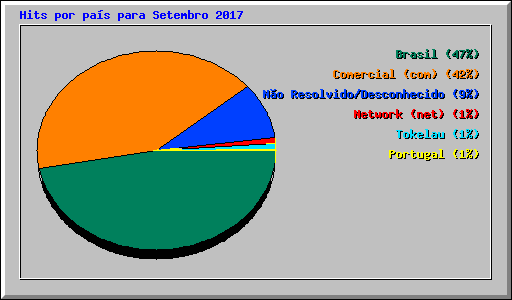 Hits por país para Setembro 2017
Brasil (47%)
Comercial (com) (42%)
Não Resolvido/Desconhecido (9%)
Network (net) (1%)
Tokelau (1%)
Portugal (1%)